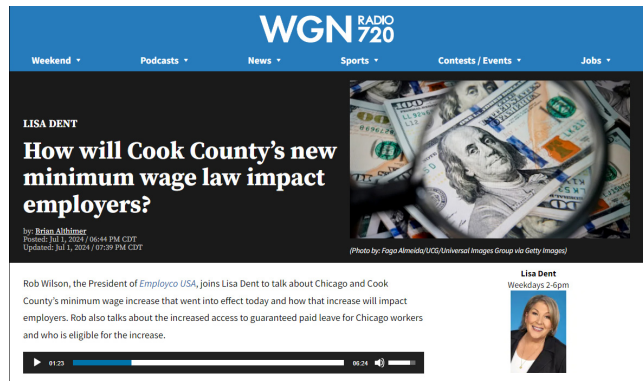 WGN RADIO 720
Weekend ▾ Podcasts ▾ News ▾ Sports ▾ Contests / Events ▾ Jobs ▾
LISA DENT
How will Cook County's new
minimum wage law impact
employers?
by: Brian Althimer
Posted: Jul 1, 2024 / 06:44 PM CDT
Updated: Jul 1, 2024 / 07:39 PM CDT
(Photo by: Faga Almeida/UCG/Universal Images Group via Getty Images)
Rob Wilson, the President of Employco USA, joins Lisa Dent to talk about Chicago and Cook
County's minimum wage increase that went into effect today and how that increase will impact
employers. Rob also talks about the increased access to guaranteed paid leave for Chicago workers
and who is eligible for the increase.
01:23 06:24
Lisa Dent
Weekdays 2-6pm